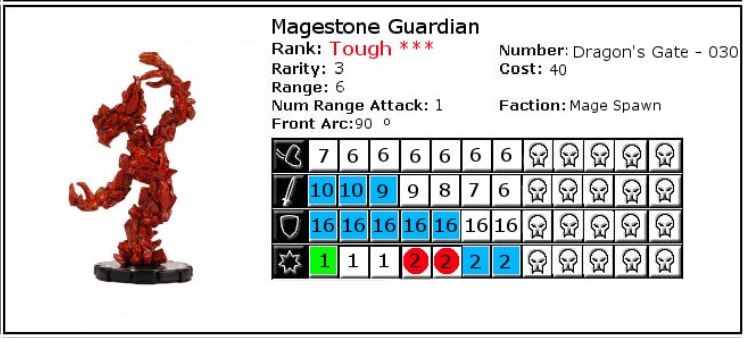 Magestone Guardian
Rank: Tough ***
Number: Dragon's Gate - 030
Rarity: 3
Cost: 40
Range: 6
Num Range Attack: 1
Faction: Mage Spawn
Front Arc:90 º
7 6 6 6 6 6 6
10 10 9 9 8 7 6
16 16 16 16 16 16 16
1 1 1 2 2 2 2